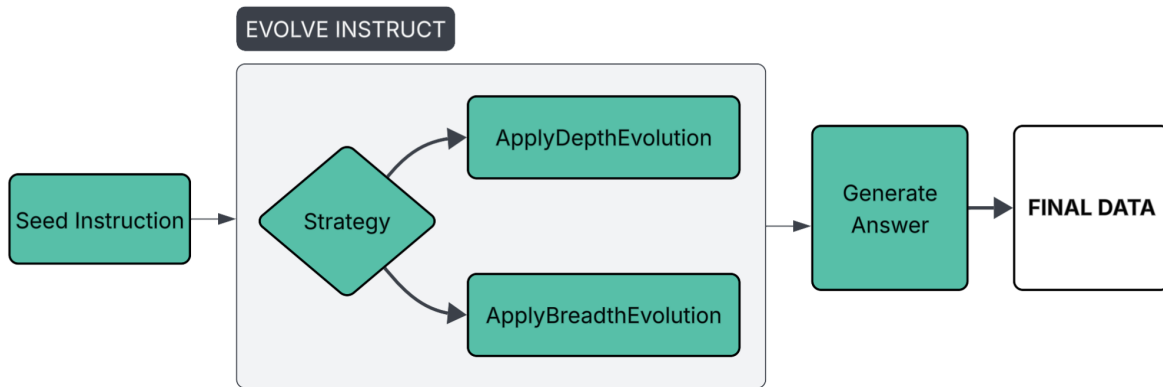 EVOLVE INSTRUCT
Seed Instruction
Strategy
ApplyDepthEvolution
ApplyBreadthEvolution
Generate
Answer
FINAL DATA